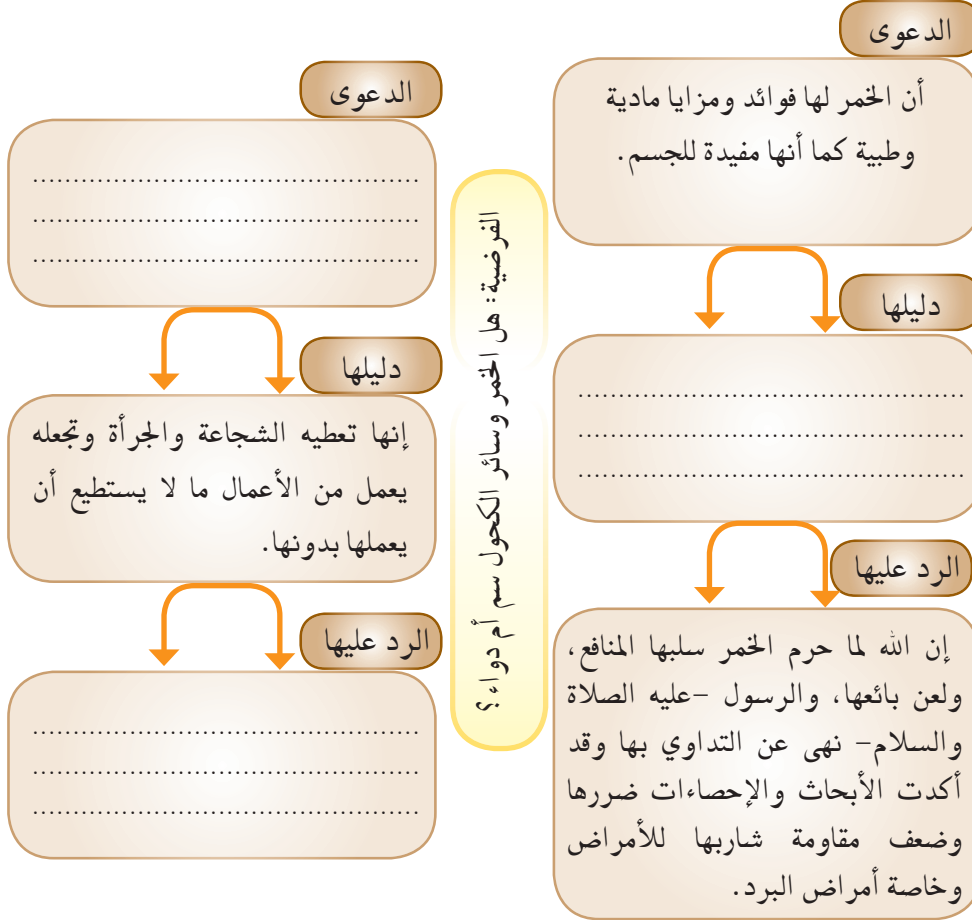 الدعوى
أن الخمر لها فوائد ومزايا مادية
وطبية كما أنها مفيدة للجسم.
دليلها
................................................
................................................
................................................
الرد عليها
إن الله لما حرم الخمر سلبها المنافع،
ولعن بائعها، والرسول -عليه الصلاة
والسلام- نهى عن التداوي بها وقد
أكدت الأبحاث والإحصاءات ضررها
وضعف مقاومة شاربها للأمراض
وخاصة أمراض البرد.
الفرضية: هل الخمر وسائر الكحول سم أم دواء؟
الدعوى
................................................
................................................
................................................
دليلها
إنها تعطيه الشجاعة والجرأة وتجعله
يعمل من الأعمال ما لا يستطيع أن
يعملها بدونها.
الرد عليها
................................................
................................................
................................................